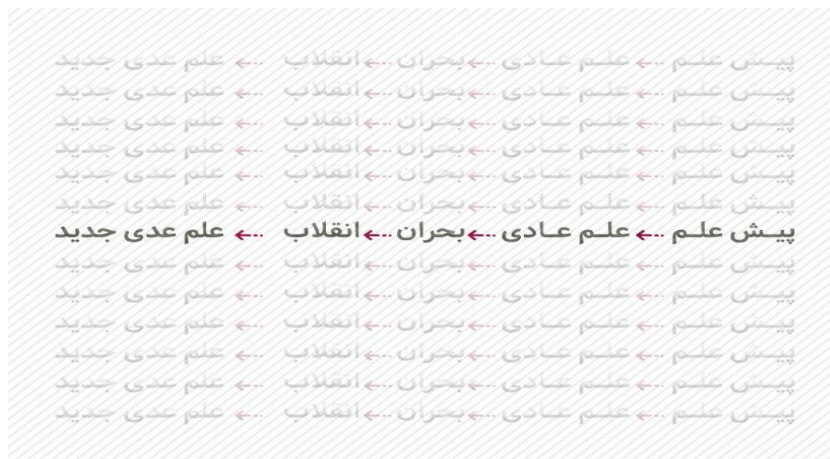 پیش علم ← علم عادی ← بحران ← انقلاب ← علم عدی جدید
پیش علم ← علم عادی ← بحران ← انقلاب ← علم عدی جدید
پیش علم ← علم عادی ← بحران ← انقلاب ← علم عدی جدید
پیش علم ← علم عادی ← بحران ← انقلاب ← علم عدی جدید
پیش علم ← علم عادی ← بحران ← انقلاب ← علم عدی جدید
پیش علم ← علم عادی ← بحران ← انقلاب ← علم عدی جدید
پیش علم ← علم عادی ← بحران ← انقلاب ← علم عدی جدید
پیش علم ← علم عادی ← بحران ← انقلاب ← علم عدی جدید
پیش علم ← علم عادی ← بحران ← انقلاب ← علم عدی جدید
پیش علم ← علم عادی ← بحران ← انقلاب ← علم عدی جدید
پیش علم ← علم عادی ← بحران ← انقلاب ← علم عدی جدید
پیش علم ← علم عادی ← بحران ← انقلاب ← علم عدی جدید
پیش علم ← علم عادی ← بحران ← انقلاب ← علم عدی جدید